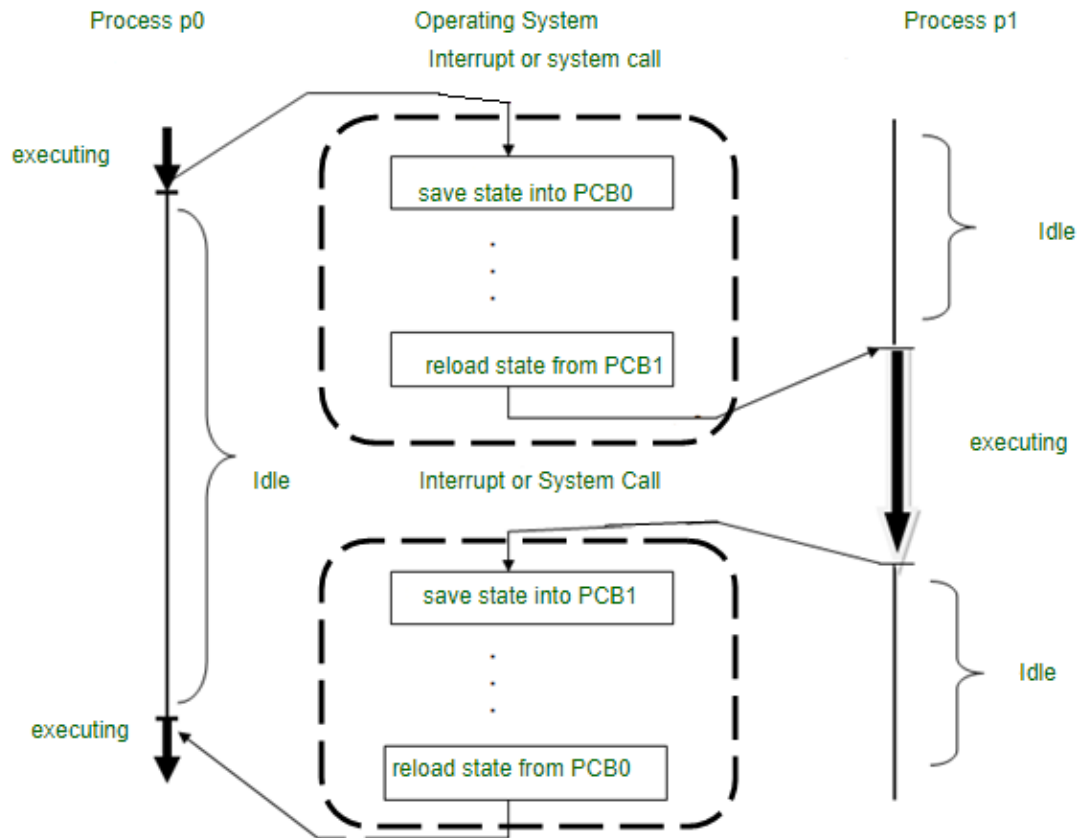 Process p0
Operating System
Process p1
Interrupt or system call
executing
save state into PCB0
Idle
reload state from PCB1
executing
Idle
Interrupt or System Call
save state into PCB1
Idle
executing
reload state from PCB0